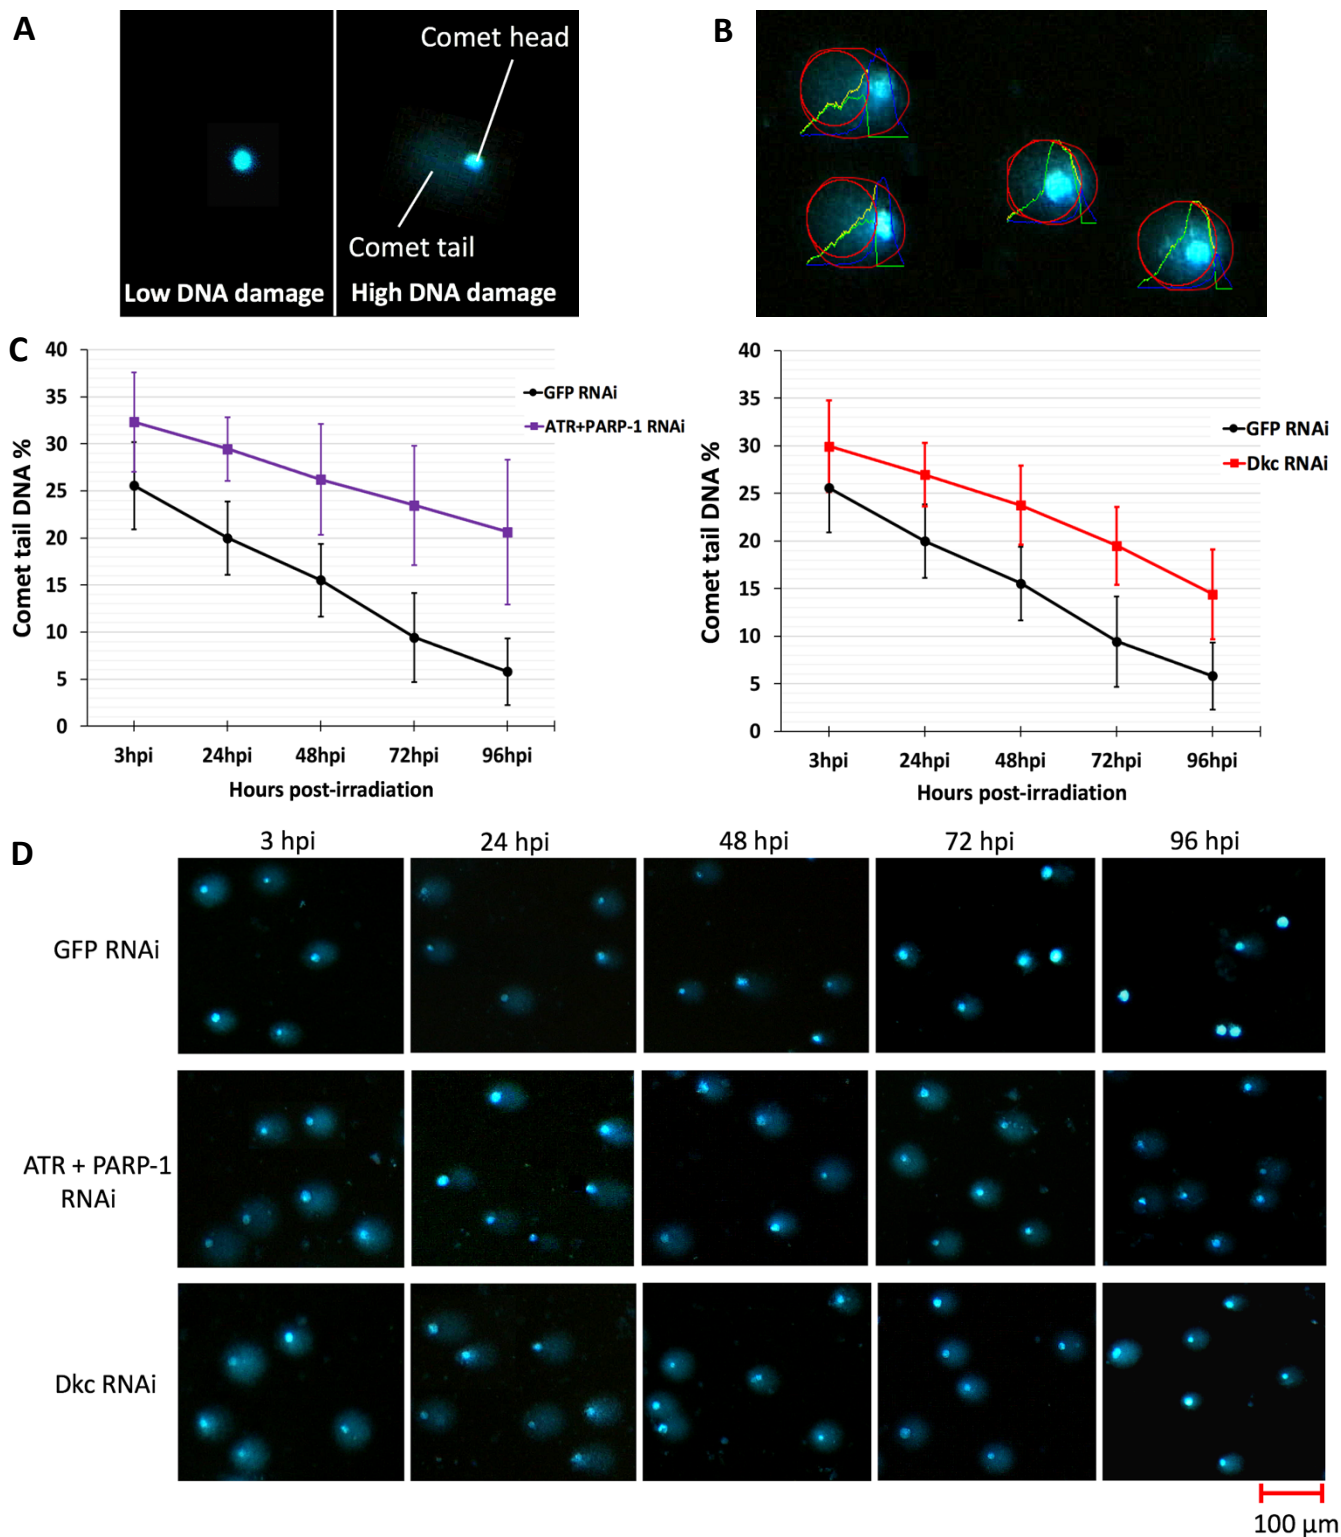 A
Comet head
Comet tail
Low DNA damage
High DNA damage
B
C
40
35
30
25
20
15
10
5
0
Comet tail DNA %
GFP RNAi
ATR+PARP-1 RNAi
3hpi 24hpi 48hpi 72hpi 96hpi
Hours post-irradiation
40
35
30
25
20
15
10
5
0
Comet tail DNA %
GFP RNAi
Dkc RNAi
3hpi 24hpi 48hpi 72hpi 96hpi
Hours post-irradiation
D
3 hpi 24 hpi 48 hpi 72 hpi 96 hpi
GFP RNAi
ATR + PARP-1
RNAi
Dkc RNAi
100 µm